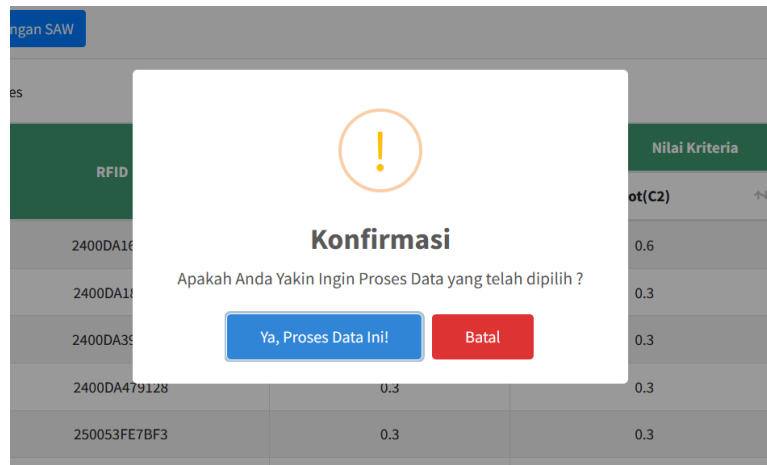 ngan SAW
es
Nilai Kriteria
RFID
ot(C2)
!
Konfirmasi
Apakah Anda Yakin Ingin Proses Data yang telah dipilih ?
Ya, Proses Data Ini! Batal
2400DA16 0.6
2400DA18 0.3
2400DA39 0.3
2400DA479128 0.3 0.3
250053FE7BF3 0.3 0.3